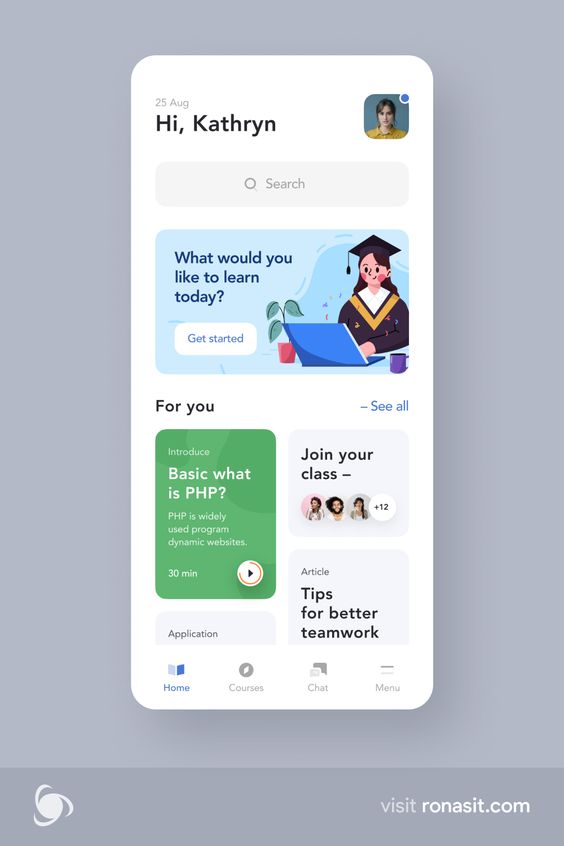 25 Aug
Hi, Kathryn
Search
What would you
like to learn
today?
Get started
For you
– See all
Introduce
Basic what
is PHP?
PHP is widely
used program
dynamic websites.
30 min
Join your
class –
+12
Article
Tips
for better
teamwork
Application
Home
Courses
Chat
Menu
visit ronasit.com